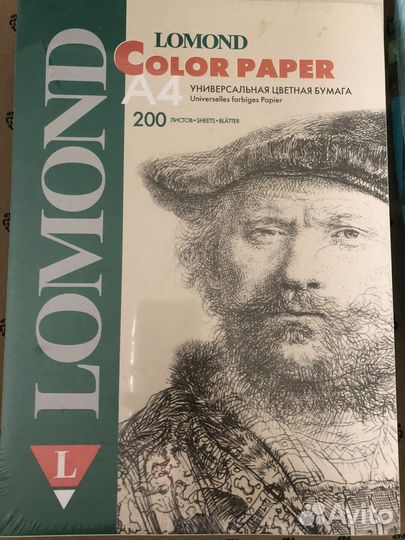 LOMOND
COLOR PAPER
A4
УНИВЕРСАЛЬНАЯ ЦВЕТНАЯ БУМАГА
Universelles farbiges Papier
200 ЛИСТОВ•SHEETS•BLÄTTER
LOMOND
L
Avito